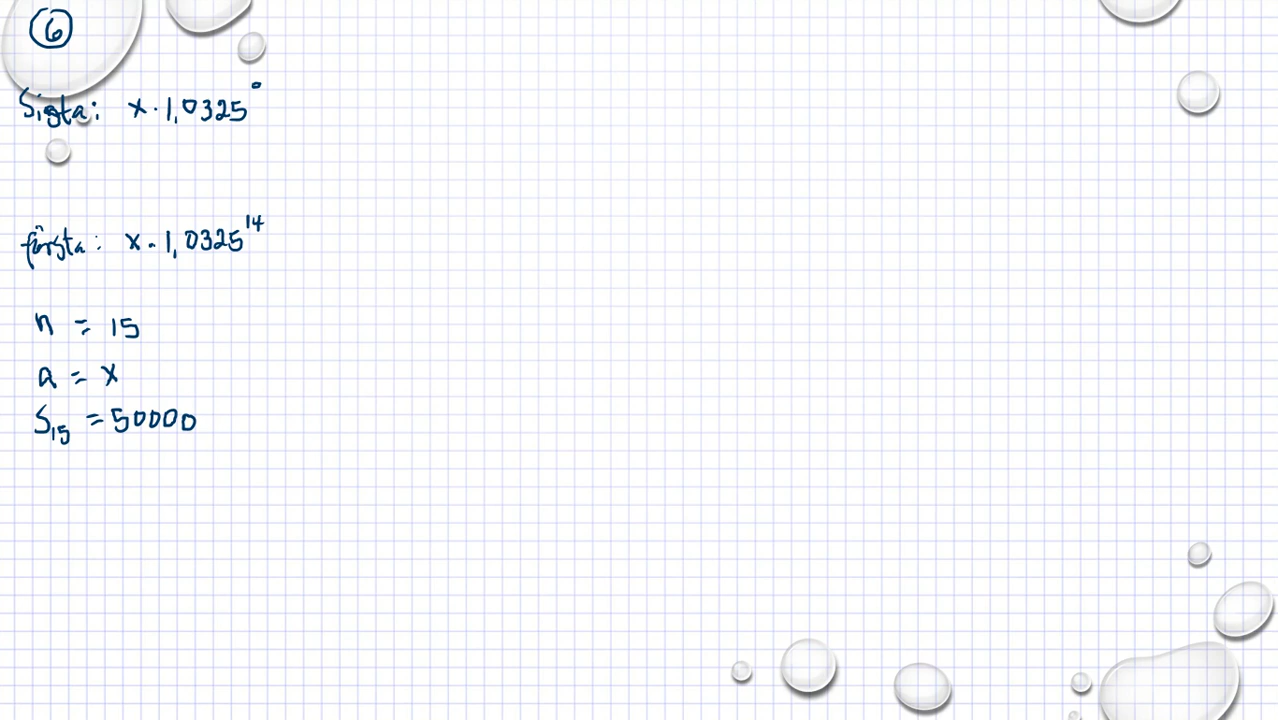 6
Sista: x · 1,0325⁰
första: x · 1,0325¹⁴
n = 15
a = x
S₁₅ = 50000